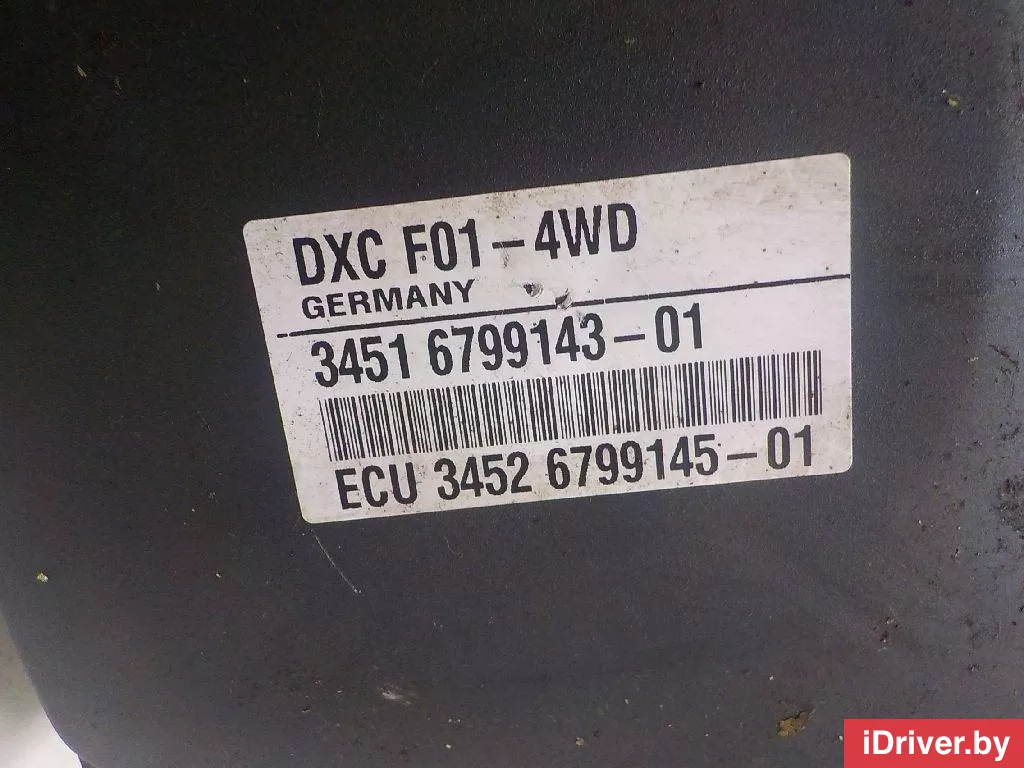 DXC F01-4WD
GERMANY
3451 6799143-01
ECU 3452 6799145-01
iDriver.by